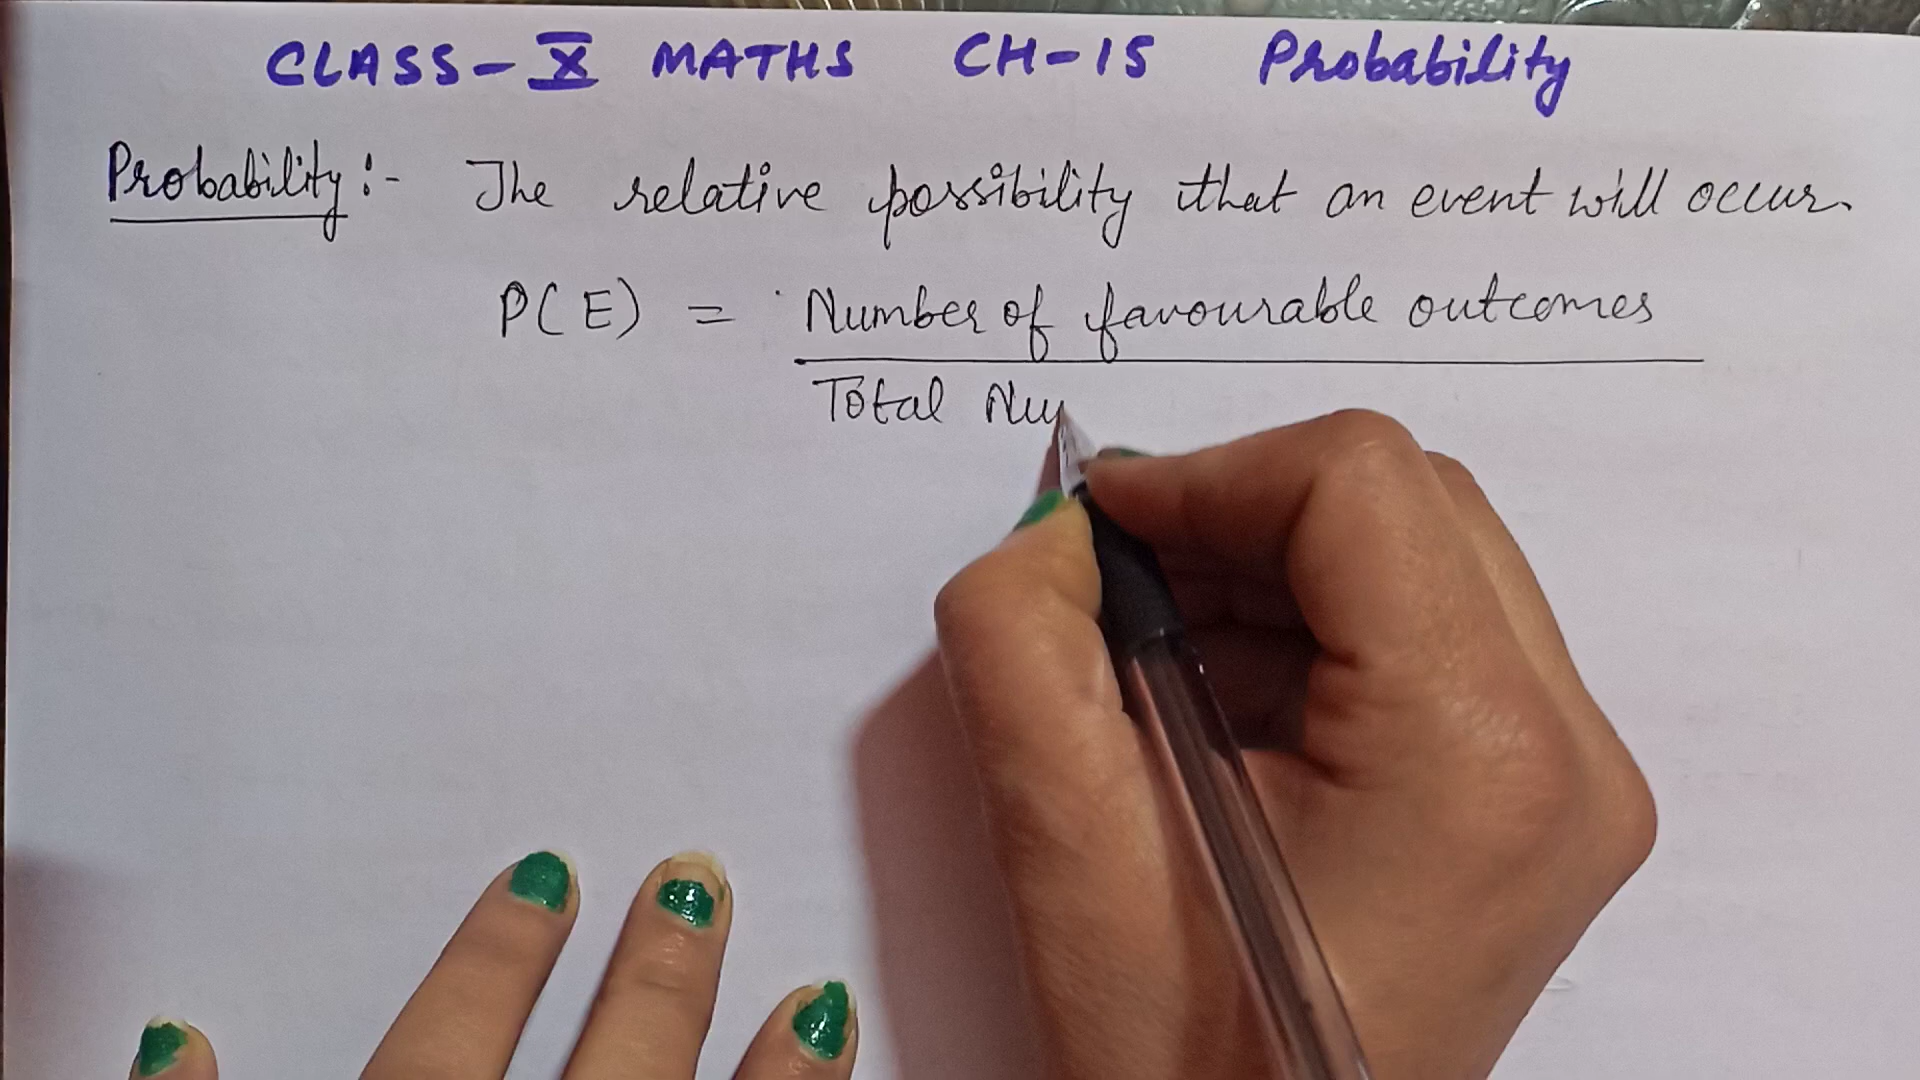 CLASS-X MATHS CH-15 Probability
Probability:- The relative possibility that an event will occur.
P(E) = Number of favourable outcomes
Total Nu